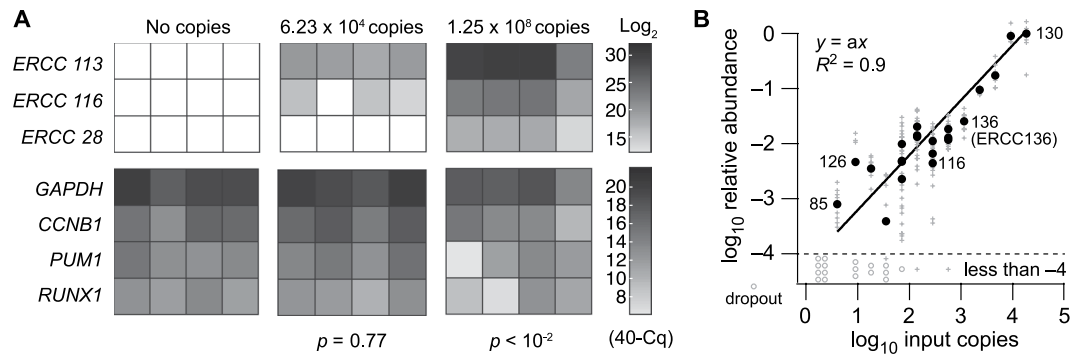 A
No copies
6.23 x 10⁴ copies
1.25 x 10⁸ copies
Log₂
ERCC 113
ERCC 116
ERCC 28
30
25
20
15
GAPDH
CCNB1
PUM1
RUNX1
20
18
16
14
12
10
8
6
p = 0.77
p < 10⁻²
(40-Cq)
B
y = ax
R² = 0.9
log₁₀ relative abundance
0
−1
−2
−3
−4
130
136
(ERCC136)
126
116
85
less than −4
dropout
0
1
2
3
4
5
log₁₀ input copies